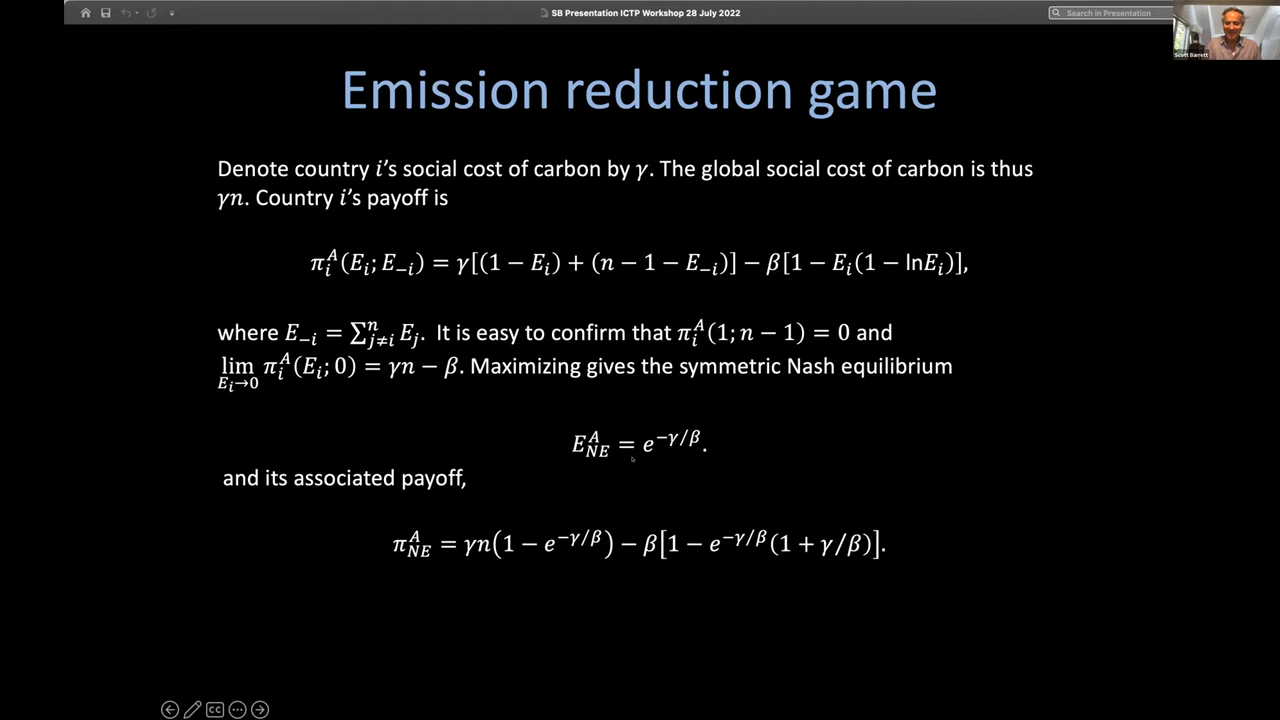 SB Presentation ICTP Workshop 28 July 2022
Search in Presentation
Scott Barrett
Emission reduction game
Denote country i's social cost of carbon by γ. The global social cost of carbon is thus
γn. Country i's payoff is
π_i^A(E_i; E_{−i}) = γ[(1 − E_i) + (n − 1 − E_{−i})] − β[1 − E_i(1 − lnE_i)],
where E_{−i} = ∑_{j≠i}^n E_j. It is easy to confirm that π_i^A(1; n − 1) = 0 and
lim_{E_i→0} π_i^A(E_i; 0) = γn − β. Maximizing gives the symmetric Nash equilibrium
E_{NE}^A = e^{−γ/β}.
and its associated payoff,
π_{NE}^A = γn(1 − e^{−γ/β}) − β[1 − e^{−γ/β}(1 + γ/β)].
CC